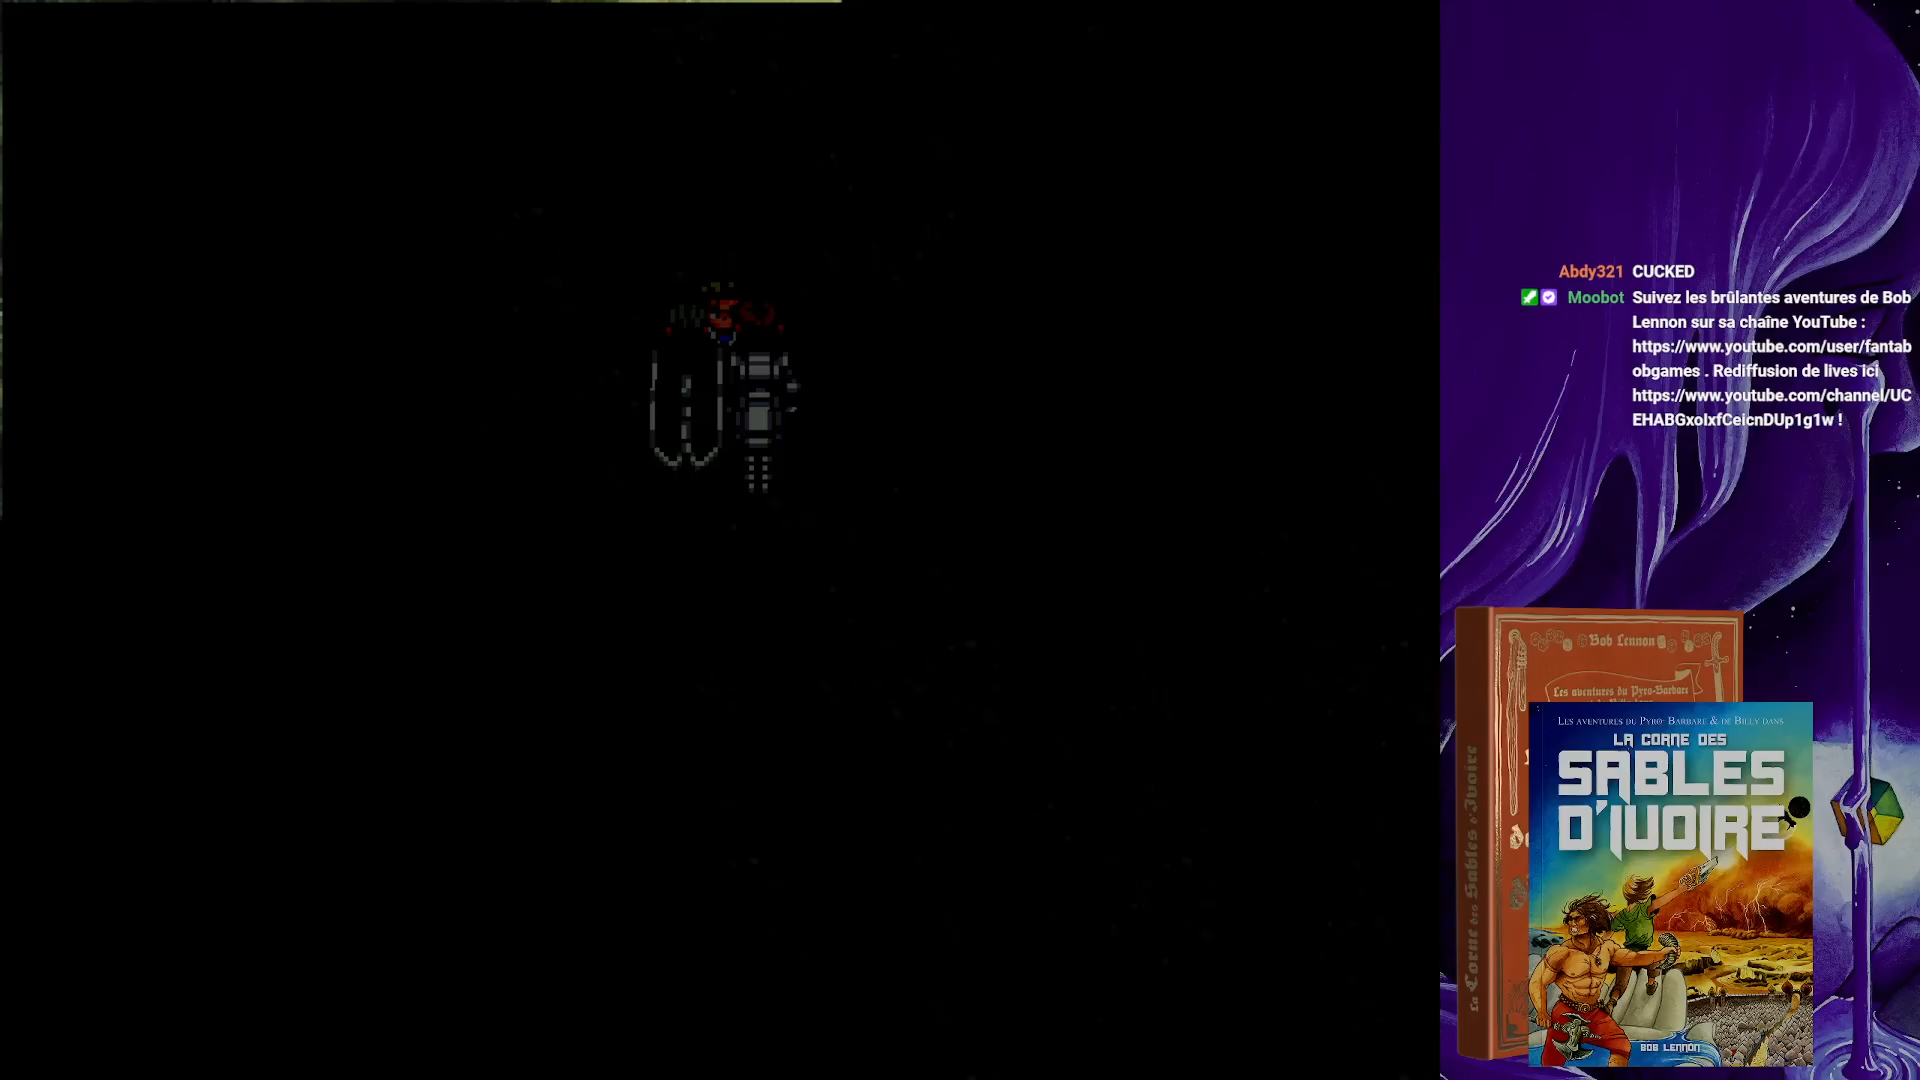 Abdy321 CUCKED
Moobot Suivez les brûlantes aventures de Bob
Lennon sur sa chaîne YouTube :
https://www.youtube.com/user/fantab
obgames . Rediffusion de lives ici
https://www.youtube.com/channel/UC
EHABGxoIxfCeicnDUp1g1w !
Bob Lennon
Les aventures du Pyro-Barbare
La Corne des Sables d'Ivoire
LES AVENTURES DU PYRO-BARBARE & DE BILLY DANS
LA CORNE DES
SABLES
D'IVOIRE
BOB LENNON